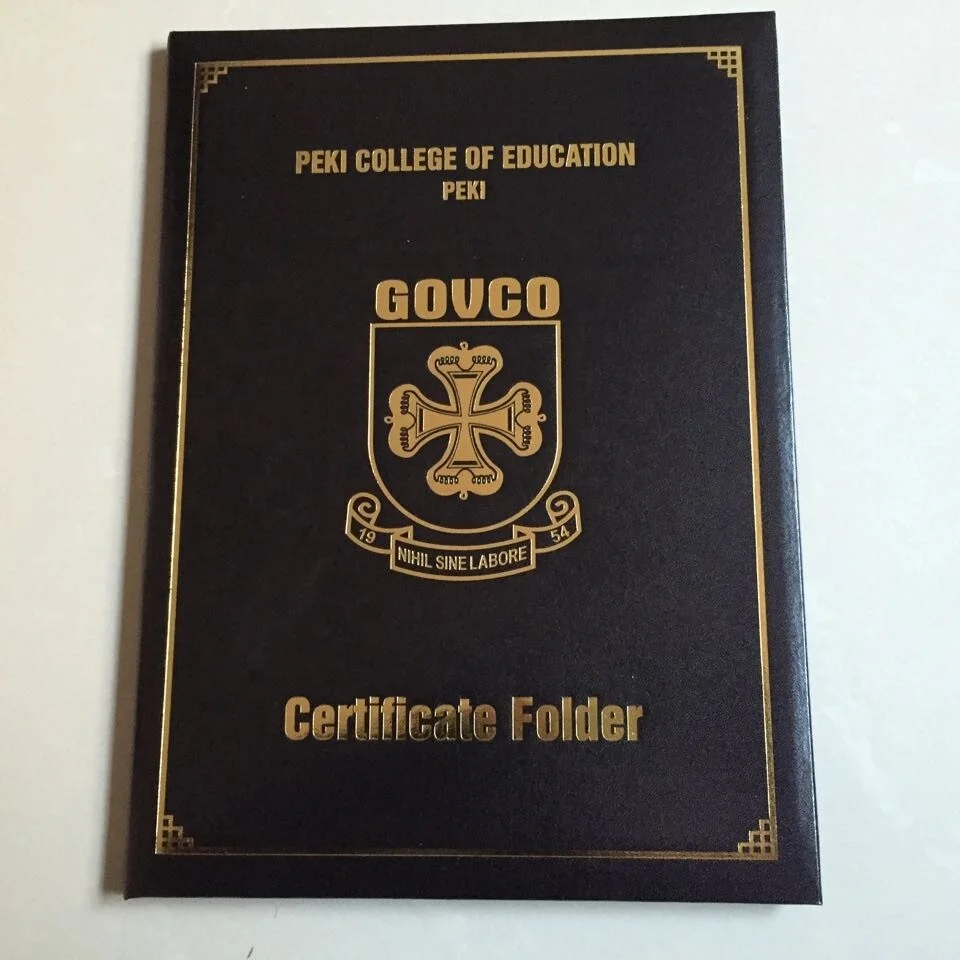 PEKI COLLEGE OF EDUCATION
PEKI
GOVCO
19 54
NIHIL SINE LABORE
Certificate Folder